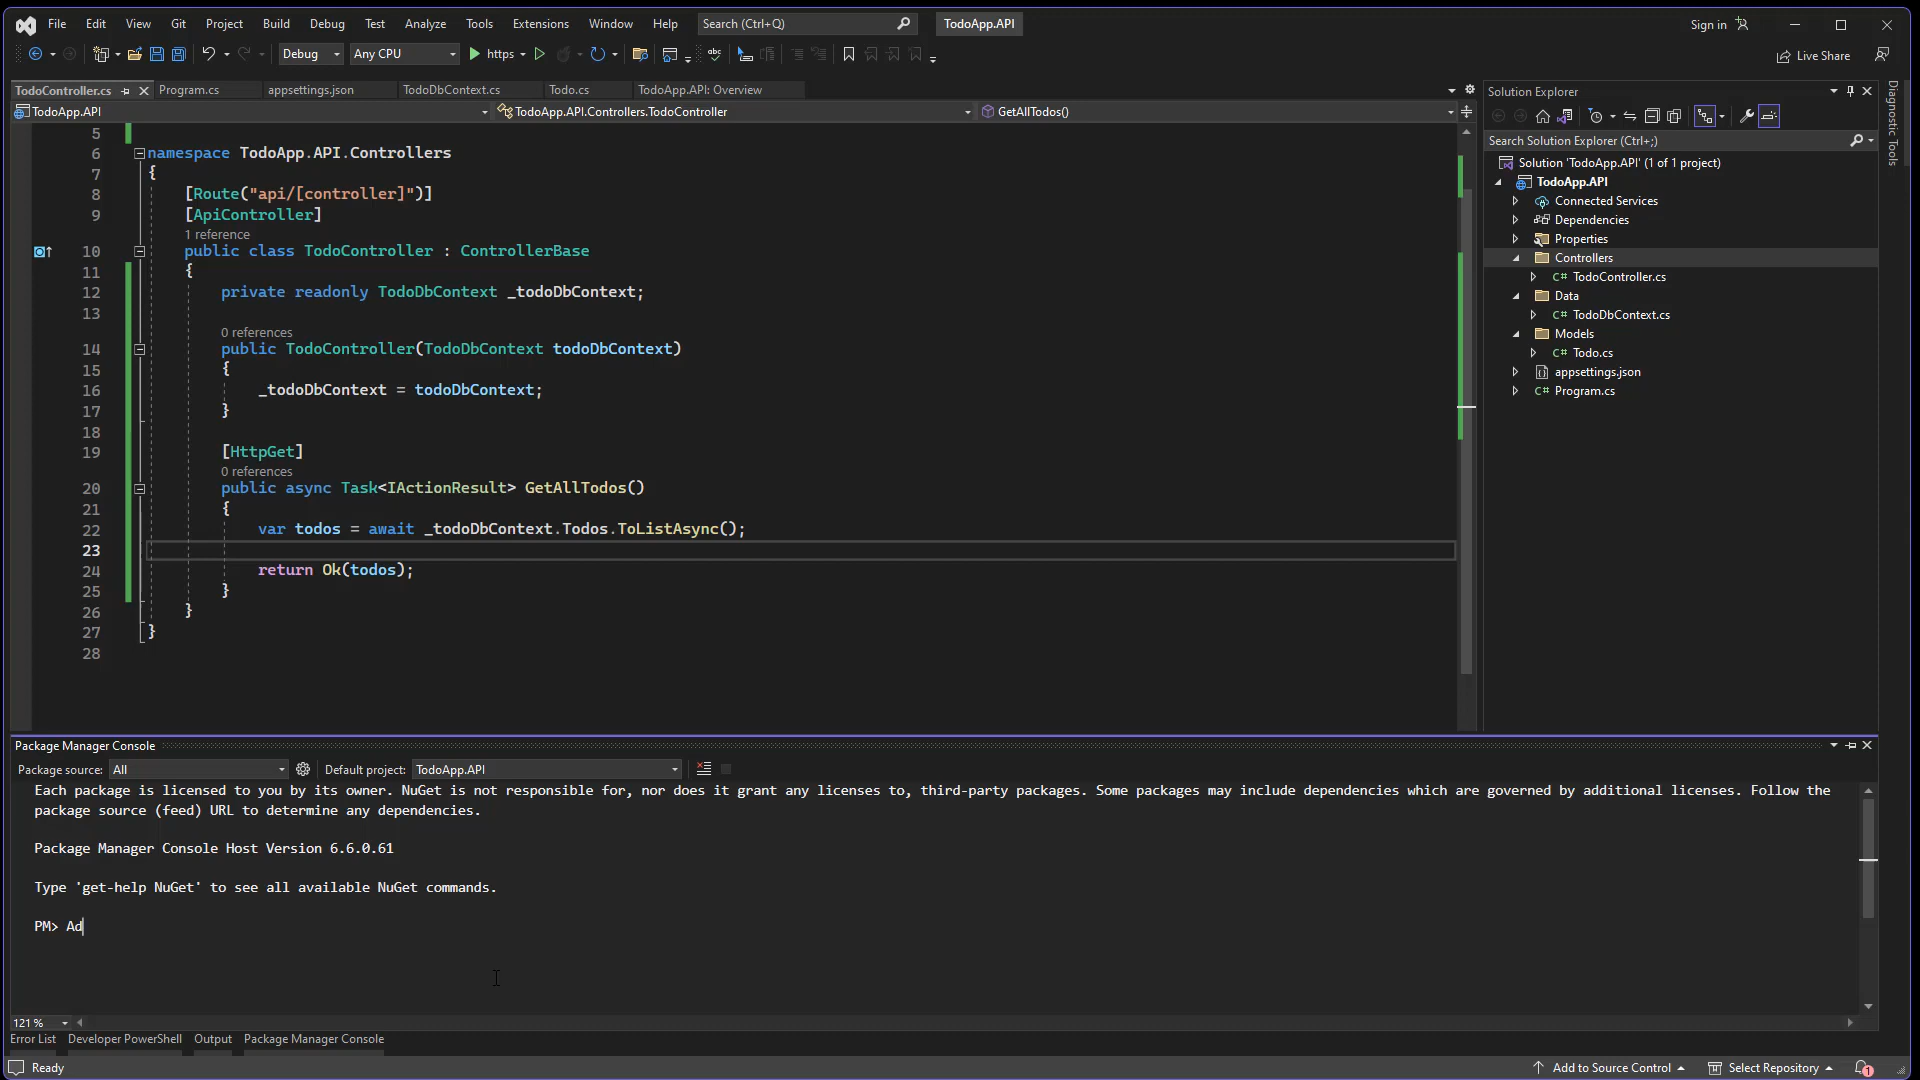 File Edit View Git Project Build Debug Test Analyze Tools Extensions Window Help Search (Ctrl+Q) TodoApp.API Sign in
Debug Any CPU https Live Share
TodoController.cs Program.cs appsettings.json TodoDbContext.cs Todo.cs TodoApp.API: Overview
TodoApp.API TodoApp.API.Controllers.TodoController GetAllTodos()
5
6 namespace TodoApp.API.Controllers
7 {
8 [Route("api/[controller]")]
9 [ApiController]
1 reference
10 public class TodoController : ControllerBase
11 {
12 private readonly TodoDbContext _todoDbContext;
13
0 references
14 public TodoController(TodoDbContext todoDbContext)
15 {
16 _todoDbContext = todoDbContext;
17 }
18
19 [HttpGet]
0 references
20 public async Task<IActionResult> GetAllTodos()
21 {
22 var todos = await _todoDbContext.Todos.ToListAsync();
23
24 return Ok(todos);
25 }
26 }
27 }
28
Solution Explorer
Search Solution Explorer (Ctrl+;)
Solution 'TodoApp.API' (1 of 1 project)
TodoApp.API
Connected Services
Dependencies
Properties
Controllers
C# TodoController.cs
Data
C# TodoDbContext.cs
Models
C# Todo.cs
appsettings.json
C# Program.cs
Diagnostic Tools
Package Manager Console
Package source: All Default project: TodoApp.API
Each package is licensed to you by its owner. NuGet is not responsible for, nor does it grant any licenses to, third-party packages. Some packages may include dependencies which are governed by additional licenses. Follow the
package source (feed) URL to determine any dependencies.
Package Manager Console Host Version 6.6.0.61
Type 'get-help NuGet' to see all available NuGet commands.
PM> Ad
121 %
Error List Developer PowerShell Output Package Manager Console
Ready Add to Source Control Select Repository 1